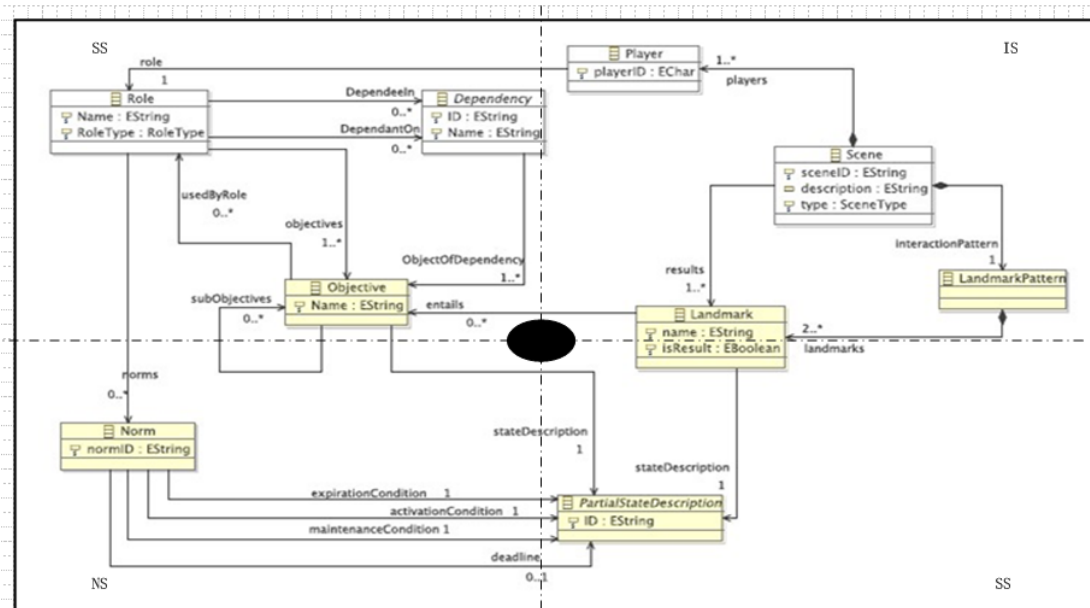 SS
IS
role
1
Player
playerID : EChar
1..*
players
Role
Name : EString
RoleType : RoleType
DependeeIn
0..*
DependantOn
0..*
Dependency
ID : EString
Name : EString
Scene
sceneID : EString
description : EString
type : SceneType
usedByRole
0..*
objectives
1..*
ObjectOfDependency
1..*
interactionPattern
1
LandmarkPattern
results
1..*
subObjectives
0..*
Objective
Name : EString
entails
0..*
Landmark
name : EString
isResult : EBoolean
2..*
landmarks
norms
0..*
Norm
normID : EString
stateDescription
1
stateDescription
1
expirationCondition 1
activationCondition 1
maintenanceCondition 1
deadline
0..1
PartialStateDescription
ID : EString
NS
SS